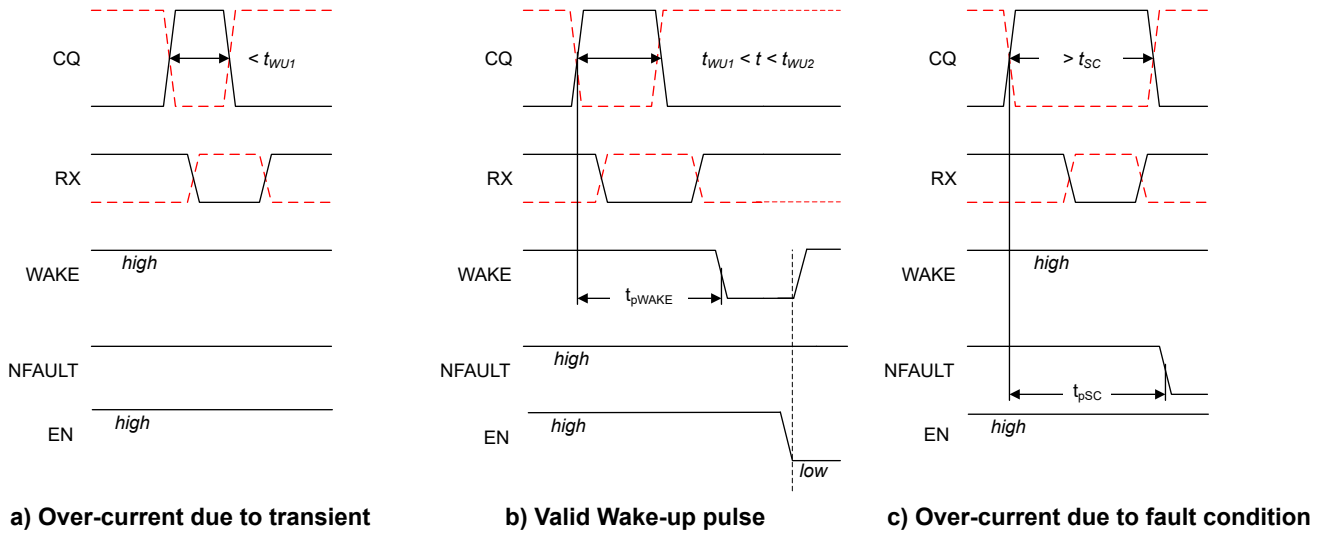 CQ
< tWU1
RX
WAKE
high
NFAULT
EN
high
a) Over-current due to transient
CQ
tWU1 < t < tWU2
RX
WAKE
tpWAKE
NFAULT
high
EN
high
low
b) Valid Wake-up pulse
CQ
> tSC
RX
WAKE
high
NFAULT
tpSC
EN
high
c) Over-current due to fault condition